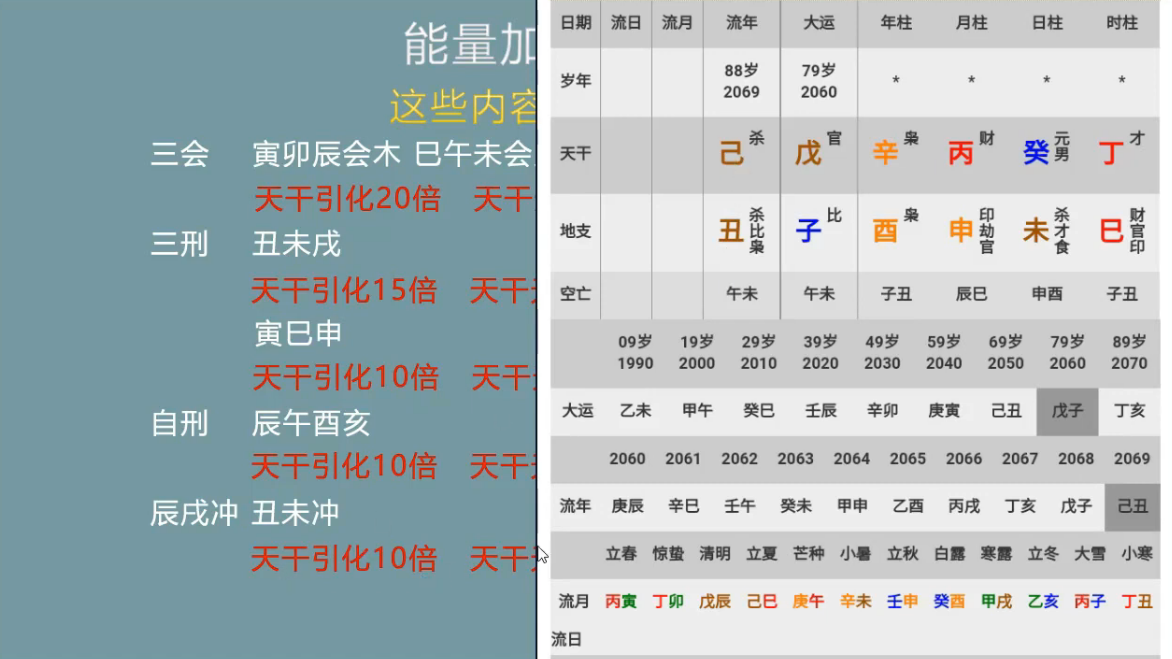 能量加
这些内容
三会 寅卯辰会木 巳午未会
天干引化20倍 天干
三刑 丑未戌
天干引化15倍 天干
寅巳申
天干引化10倍 天干
自刑 辰午酉亥
天干引化10倍 天干
辰戌冲 丑未冲
天干引化10倍 天干
日期 流日 流月 流年 大运 年柱 月柱 日柱 时柱
岁年 88岁 2069 79岁 2060 * * * *
天干 己 杀 戊 官 辛 枭 丙 财 癸 元男 丁 才
地支 丑 杀比枭 子 比 酉 枭 申 印劫官 未 杀才食 巳 财官印
空亡 午未 午未 子丑 辰巳 申酉 子丑
09岁 19岁 29岁 39岁 49岁 59岁 69岁 79岁 89岁
1990 2000 2010 2020 2030 2040 2050 2060 2070
大运 乙未 甲午 癸巳 壬辰 辛卯 庚寅 己丑 戊子 丁亥
2060 2061 2062 2063 2064 2065 2066 2067 2068 2069
流年 庚辰 辛巳 壬午 癸未 甲申 乙酉 丙戌 丁亥 戊子 己丑
立春 惊蛰 清明 立夏 芒种 小暑 立秋 白露 寒露 立冬 大雪 小寒
流月 丙寅 丁卯 戊辰 己巳 庚午 辛未 壬申 癸酉 甲戌 乙亥 丙子 丁丑
流日